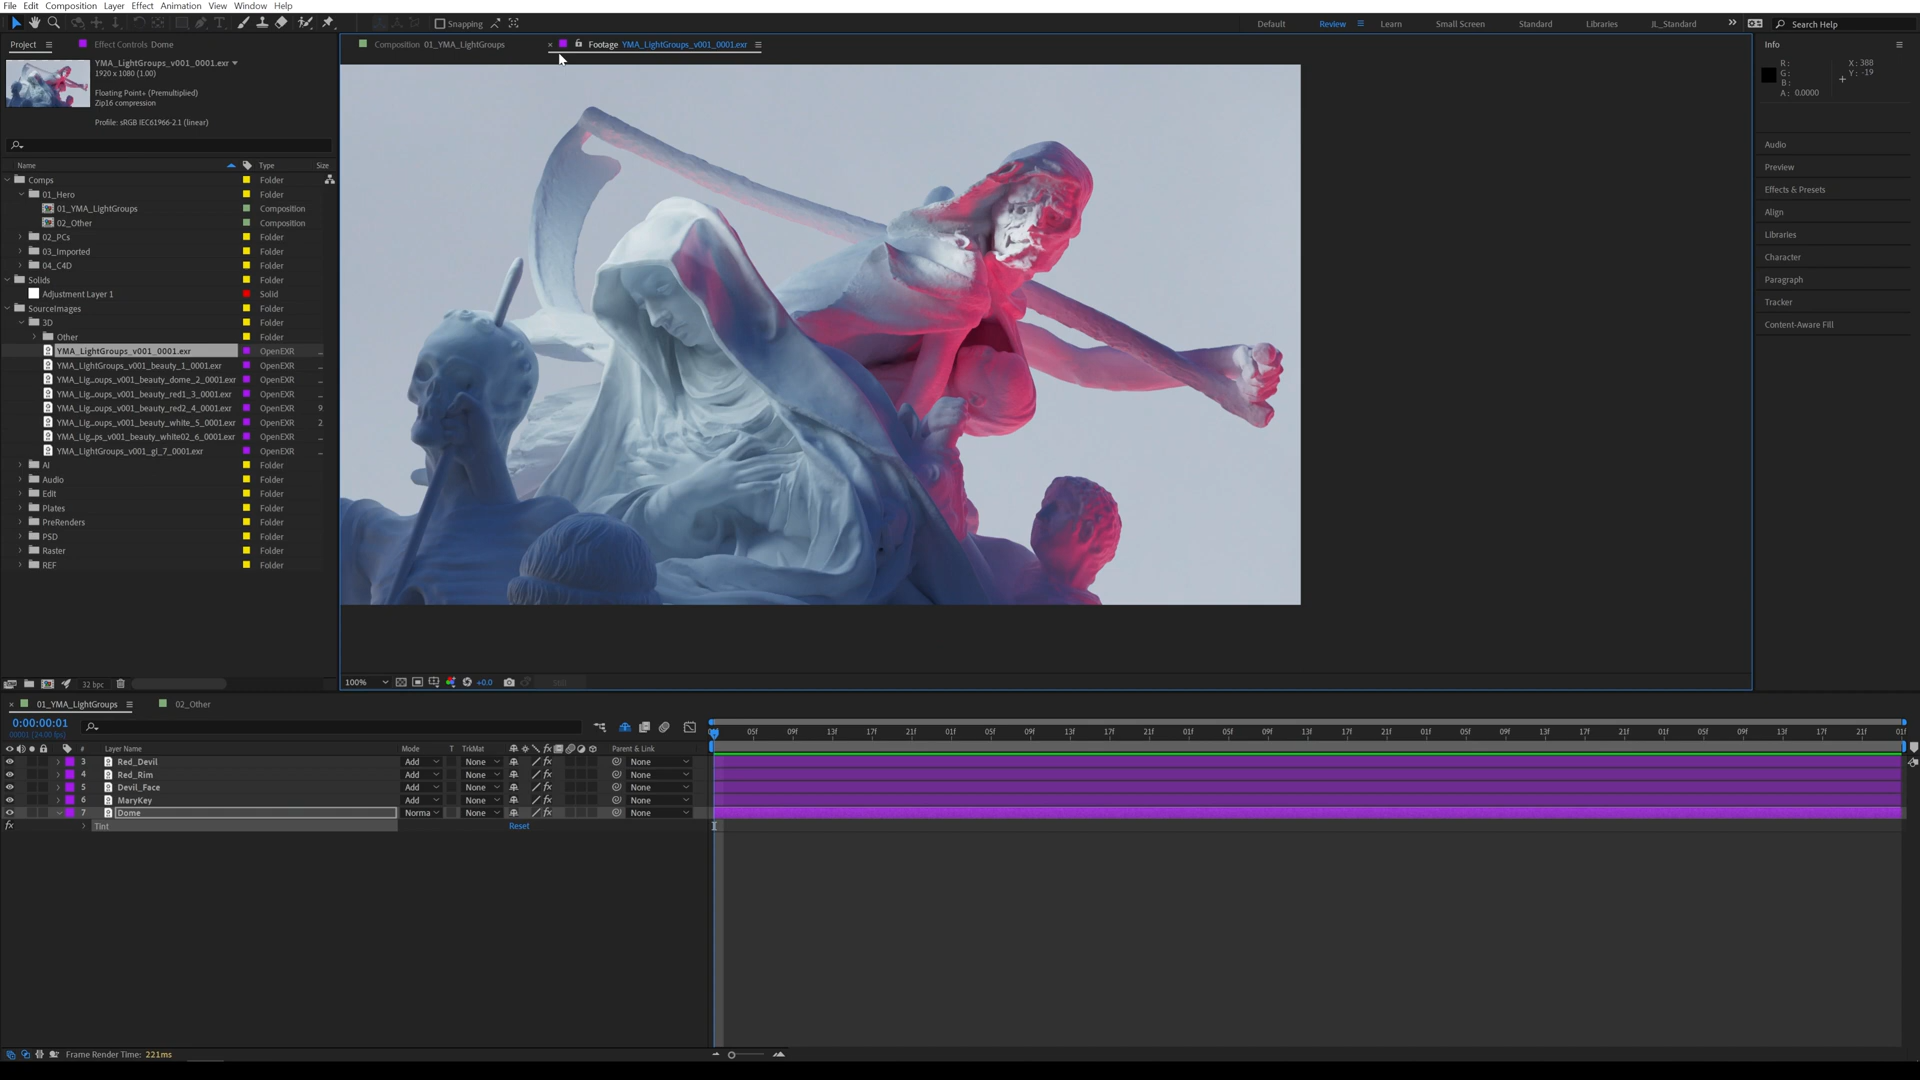 File Edit Composition Layer Effect Animation View Window Help
Snapping
Default Review Learn Small Screen Standard Libraries JL_Standard Search Help
Project Effect Controls Dome
Composition 01_YMA_LightGroups
Footage YMA_LightGroups_v001_0001.exr
Info
YMA_LightGroups_v001_0001.exr
1920 x 1080 (1.00)
Floating Point+ (Premultiplied)
Zip16 compression
Profile: sRGB IEC61966-2.1 (linear)
R:
G:
B:
A: 0.0000
X: 388
Y: -19
Name Type Size
Comps Folder
01_Hero Folder
01_YMA_LightGroups Composition
02_Other Composition
02_PCs Folder
03_Imported Folder
04_C4D Folder
Solids Folder
Adjustment Layer 1 Solid
SourceImages Folder
3D Folder
Other Folder
YMA_LightGroups_v001_0001.exr OpenEXR ...
YMA_LightGroups_v001_beauty_1_0001.exr OpenEXR ...
YMA_Lig...oups_v001_beauty_dome_2_0001.exr OpenEXR ...
YMA_Lig...oups_v001_beauty_red1_3_0001.exr OpenEXR ...
YMA_Lig...oups_v001_beauty_red2_4_0001.exr OpenEXR 9
YMA_Lig...oups_v001_beauty_white_5_0001.exr OpenEXR 2
YMA_Lig...ps_v001_beauty_white02_6_0001.exr OpenEXR ...
YMA_LightGroups_v001_gi_7_0001.exr OpenEXR ...
AI Folder
Audio Folder
Edit Folder
Plates Folder
PreRenders Folder
PSD Folder
Raster Folder
REF Folder
Audio
Preview
Effects & Presets
Align
Libraries
Character
Paragraph
Tracker
Content-Aware Fill
32 bpc
100% +0.0
01_YMA_LightGroups 02_Other
0:00:00:01
00001 (24.00 fps)
05f 09f 13f 17f 21f 01f 05f 09f 13f 17f 21f 01f 05f 09f 13f 17f 21f 01f 05f 09f 13f 17f 21f 01f 05f 09f 13f 17f 21f 01f
# Layer Name Mode T TrkMat Parent & Link
3 Red_Devil Add None None
4 Red_Rim Add None None
5 Devil_Face Add None None
6 MaryKey Add None None
7 Dome Norma None None
fx Tint Reset
Frame Render Time: 221ms